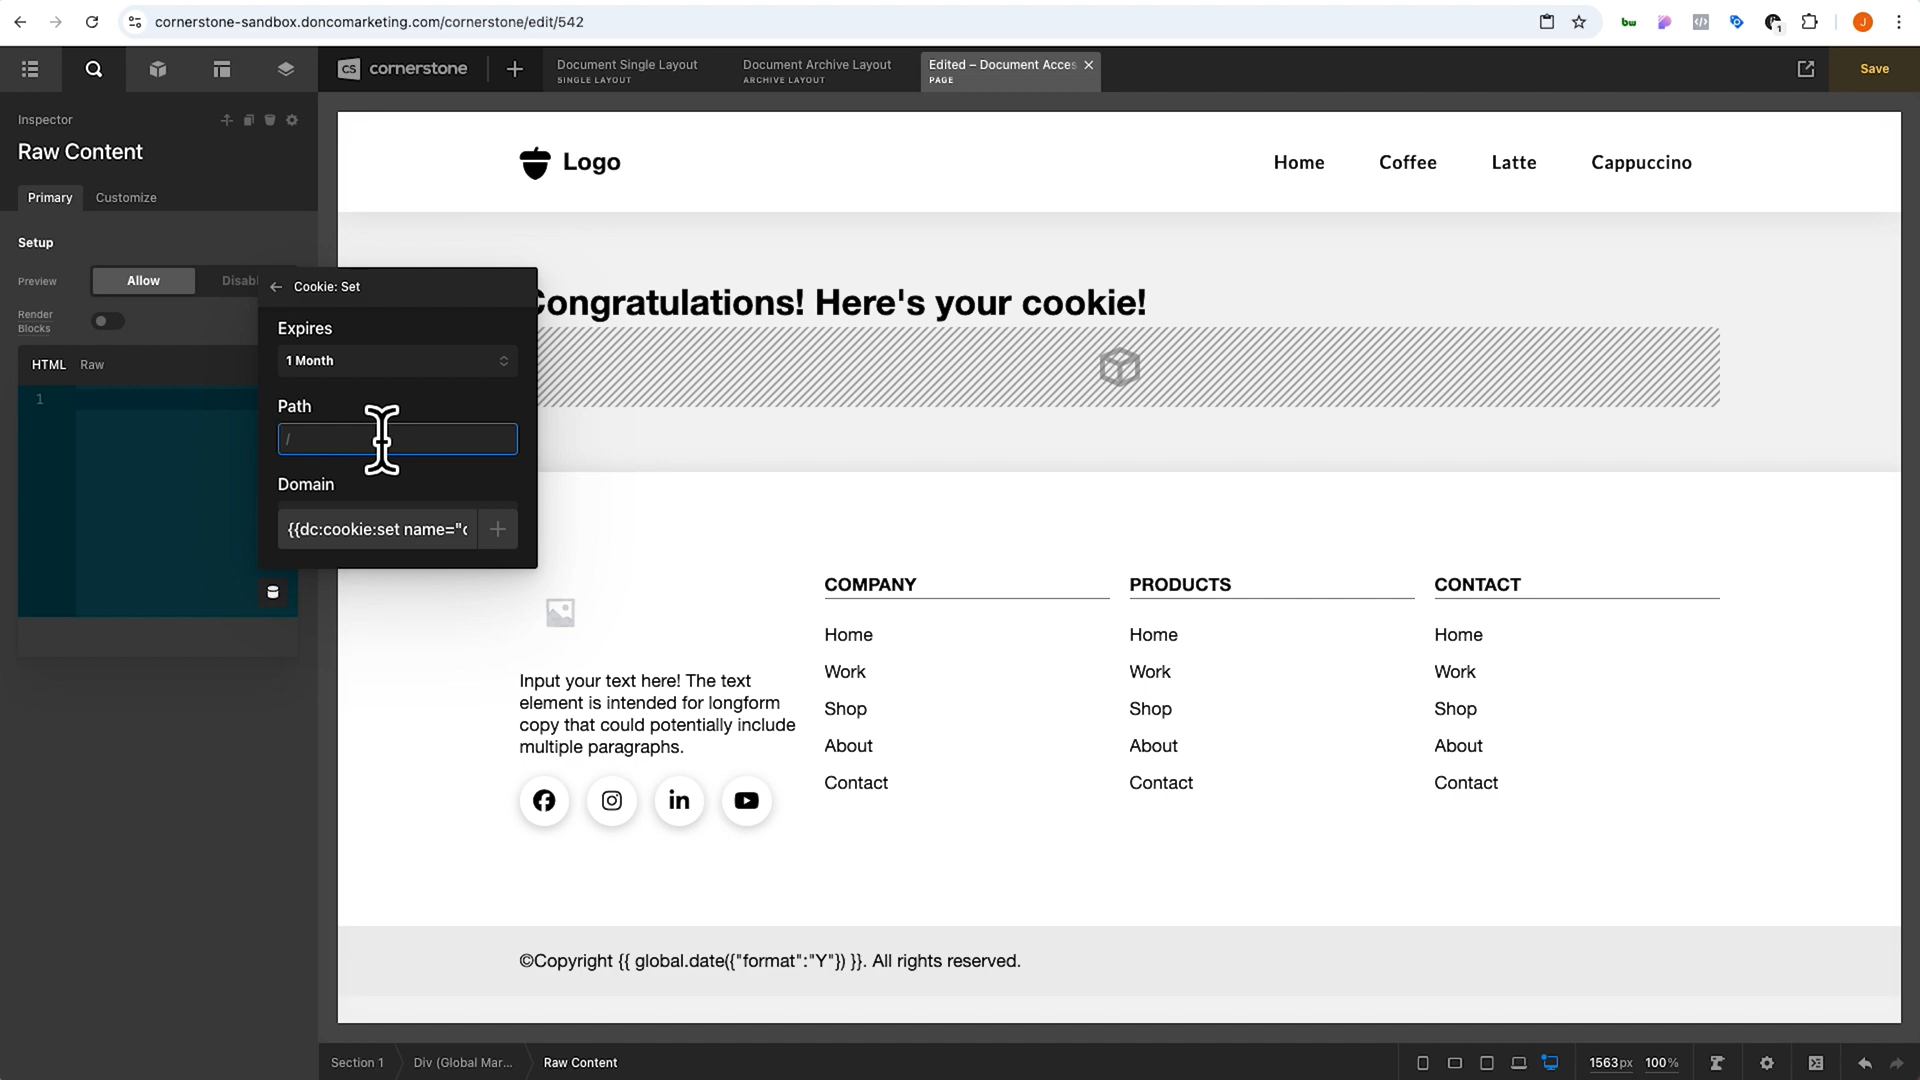 cornerstone-sandbox.doncomarketing.com/cornerstone/edit/542
bw
1
J
cs cornerstone
Document Single Layout
SINGLE LAYOUT
Document Archive Layout
ARCHIVE LAYOUT
Edited – Document Acces
PAGE
Save
Inspector
Raw Content
Primary
Customize
Setup
Preview
Allow
Disabl
Render
Blocks
HTML
Raw
1
Cookie: Set
Expires
1 Month
Path
/
Domain
{{dc:cookie:set name="c
Logo
Home
Coffee
Latte
Cappuccino
Congratulations! Here's your cookie!
Input your text here! The text
element is intended for longform
copy that could potentially include
multiple paragraphs.
COMPANY
Home
Work
Shop
About
Contact
PRODUCTS
Home
Work
Shop
About
Contact
CONTACT
Home
Work
Shop
About
Contact
©Copyright {{ global.date({"format":"Y"}) }}. All rights reserved.
Section 1
Div (Global Mar...
Raw Content
1563px
100%